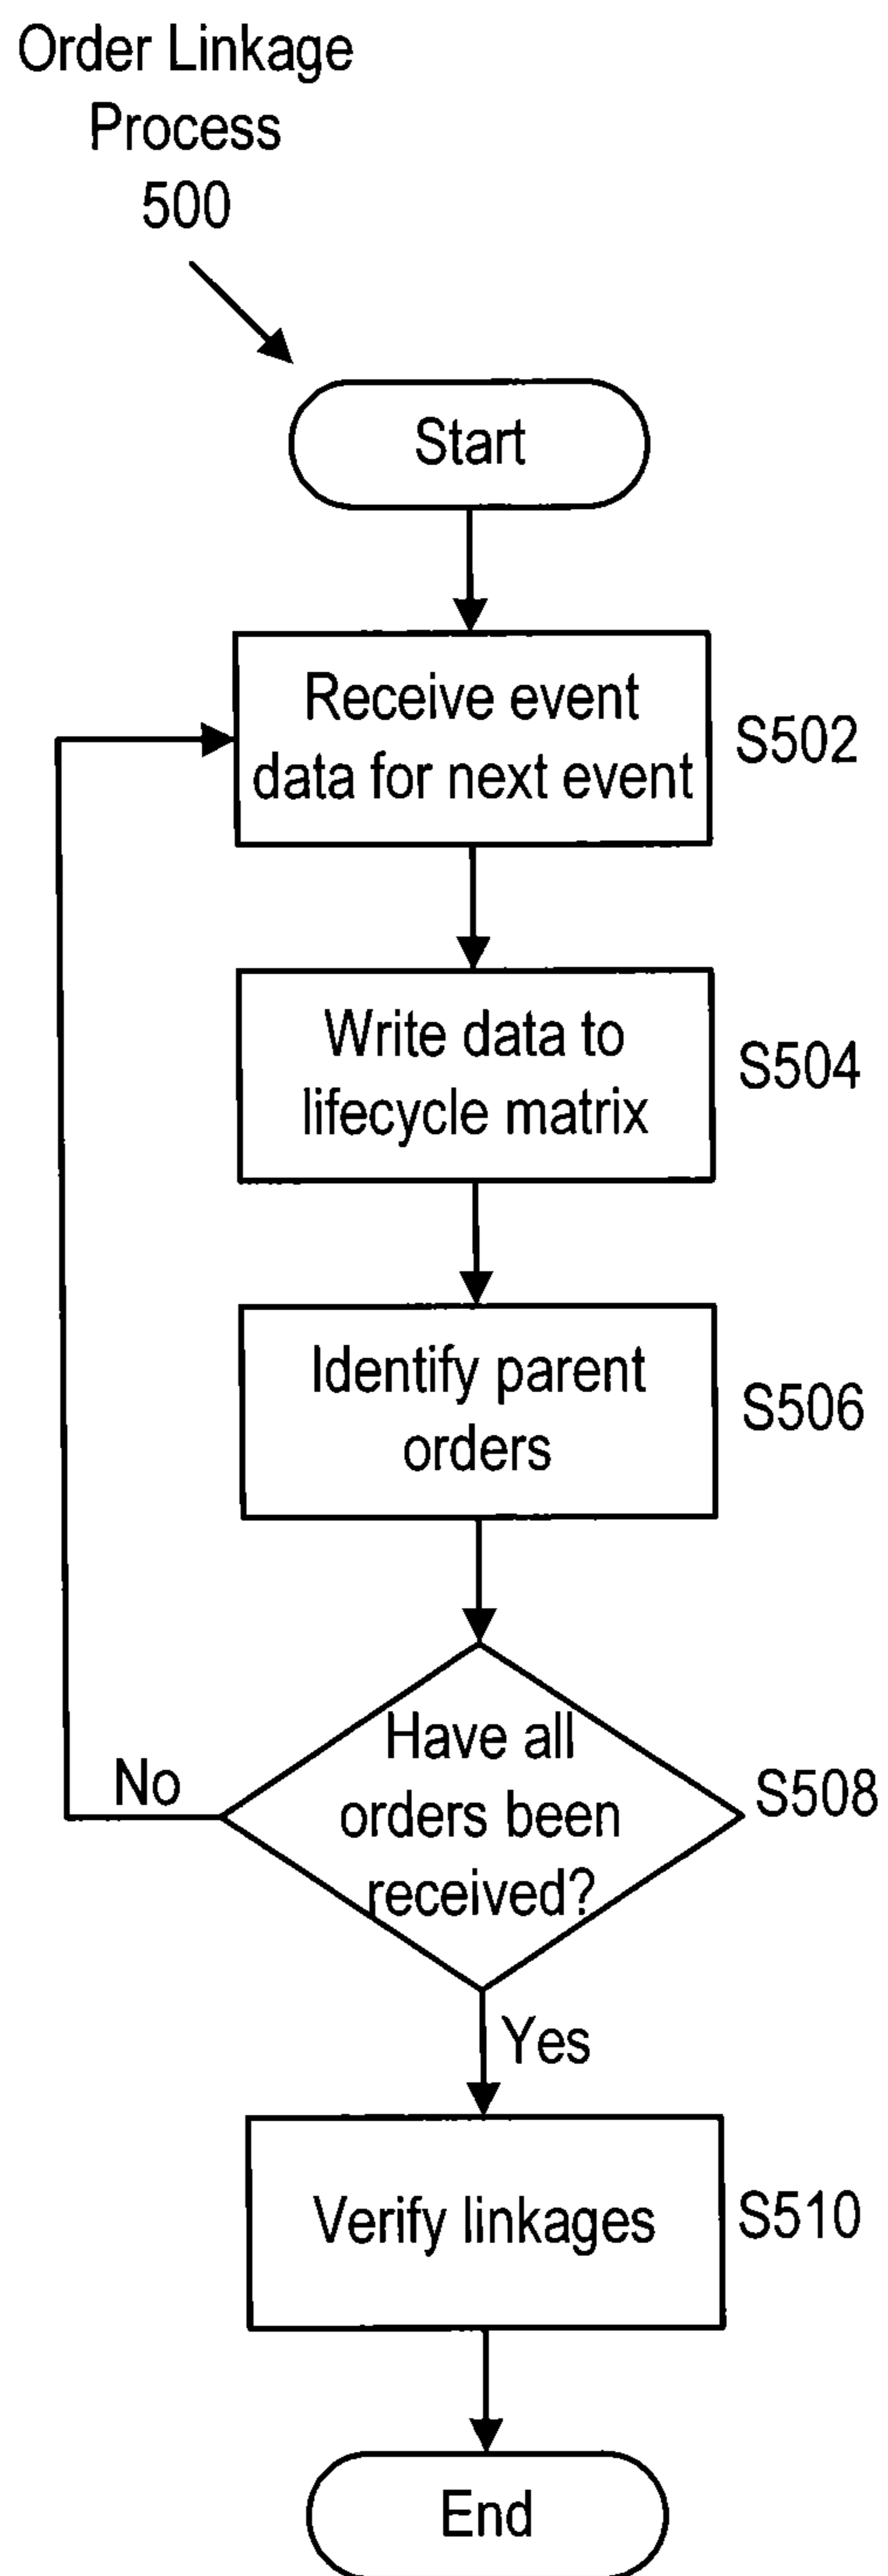 Order Linkage
Process
500
Start
Receive event
data for next event
S502
Write data to
lifecycle matrix
S504
Identify parent
orders
S506
Have all
orders been
received?
S508
No
Yes
Verify linkages
S510
End